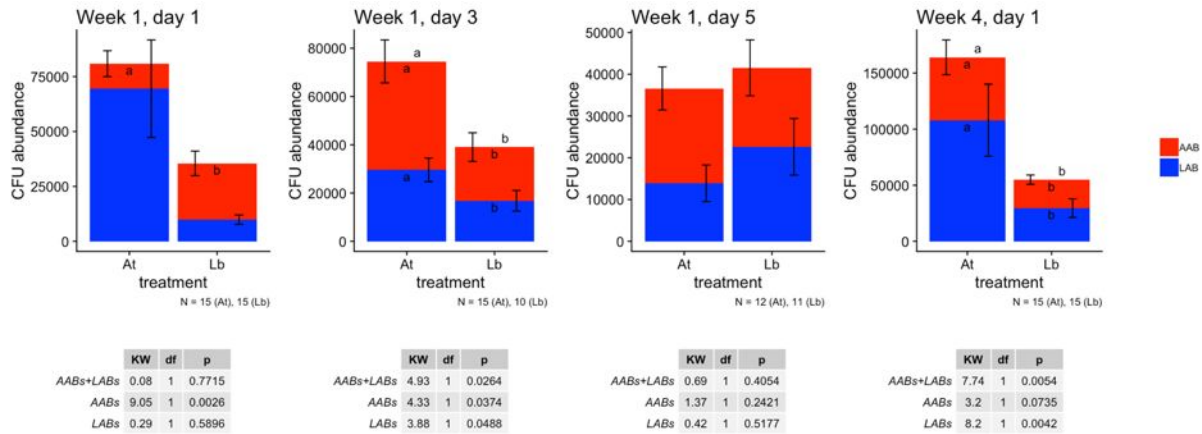 Week 1, day 1
CFU abundance
75000
50000
25000
0
a
b
At
Lb
treatment
N = 15 (At), 15 (Lb)
Week 1, day 3
CFU abundance
80000
60000
40000
20000
0
a
a
a
b
b
b
At
Lb
treatment
N = 15 (At), 10 (Lb)
Week 1, day 5
CFU abundance
50000
40000
30000
20000
10000
0
At
Lb
treatment
N = 12 (At), 11 (Lb)
Week 4, day 1
CFU abundance
150000
100000
50000
0
a
a
a
b
b
b
At
Lb
treatment
N = 15 (At), 15 (Lb)
AAB
LAB
KW df p
AABs+LABs 0.08 1 0.7715
AABs 9.05 1 0.0026
LABs 0.29 1 0.5896
KW df p
AABs+LABs 4.93 1 0.0264
AABs 4.33 1 0.0374
LABs 3.88 1 0.0488
KW df p
AABs+LABs 0.69 1 0.4054
AABs 1.37 1 0.2421
LABs 0.42 1 0.5177
KW df p
AABs+LABs 7.74 1 0.0054
AABs 3.2 1 0.0735
LABs 8.2 1 0.0042